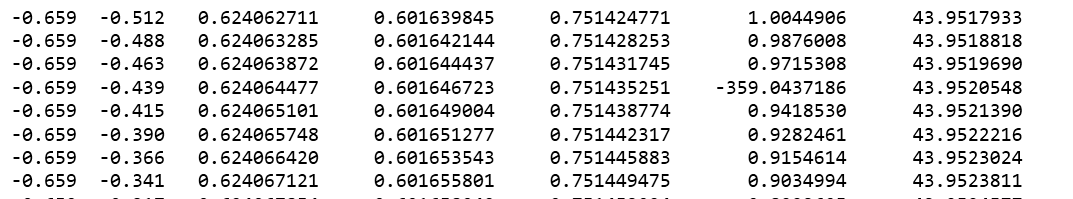 -0.659 -0.512 0.624062711 0.601639845 0.751424771 1.0044906 43.9517933
-0.659 -0.488 0.624063285 0.601642144 0.751428253 0.9876008 43.9518818
-0.659 -0.463 0.624063872 0.601644437 0.751431745 0.9715308 43.9519690
-0.659 -0.439 0.624064477 0.601646723 0.751435251 -359.0437186 43.9520548
-0.659 -0.415 0.624065101 0.601649004 0.751438774 0.9418530 43.9521390
-0.659 -0.390 0.624065748 0.601651277 0.751442317 0.9282461 43.9522216
-0.659 -0.366 0.624066420 0.601653543 0.751445883 0.9154614 43.9523024
-0.659 -0.341 0.624067121 0.601655801 0.751449475 0.9034994 43.9523811